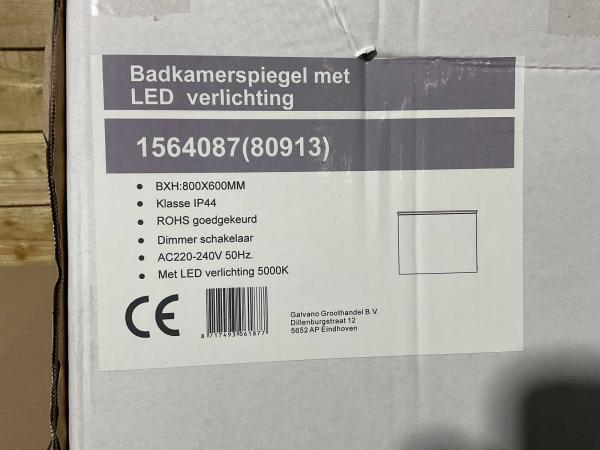 Badkamerspiegel met
LED verlichting
1564087(80913)
BXH:800X600MM
Klasse IP44
ROHS goedgekeurd
Dimmer schakelaar
AC220-240V 50Hz.
Met LED verlichting 5000K
CE
8717493061877
Galvano Groothandel B.V.
Dillenburgstraat 12
5652 AP Eindhoven